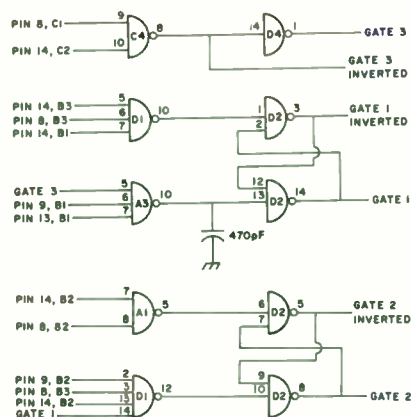 PIN 8, C1 9 C4 8 14 D4 1 GATE 3
PIN 14, C2 10
GATE 3
INVERTED
PIN 14, B3 5 D1 10 1 D2 3 GATE 1
PIN 8, B3 6 2 INVERTED
PIN 14, B1 7
GATE 3 5 A3 10 12 D2 14 GATE 1
PIN 9, B1 6 13
PIN 13, B1 7
470pF
PIN 14, B2 7 A1 5 6 D2 5 GATE 2
PIN 8, B2 8 7 INVERTED
PIN 9, B2 2 D1 12 9 D2 8 GATE 2
PIN 8, B3 3 10
PIN 14, B2 13
GATE 1 14